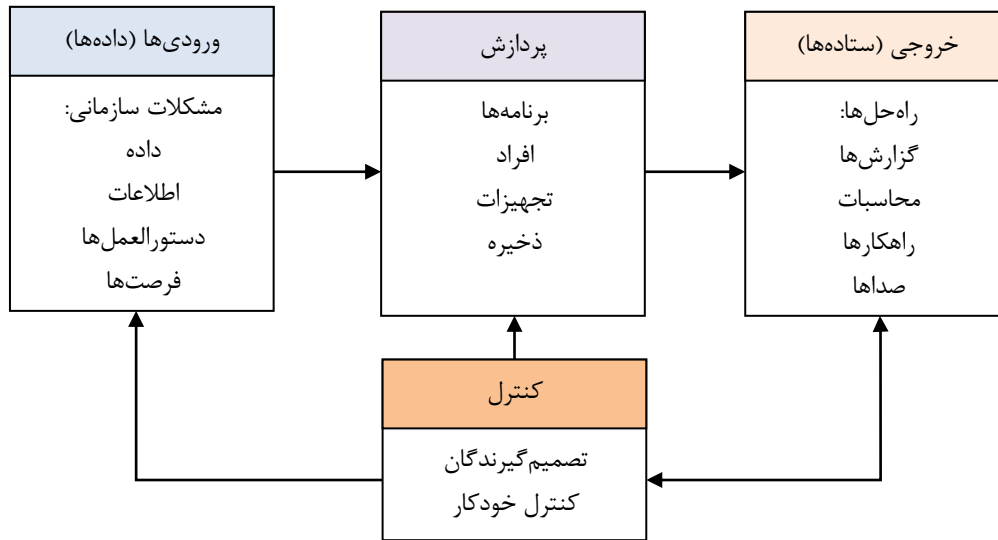 ورودی‌ها (داده‌ها)
مشکلات سازمانی:
داده
اطلاعات
دستورالعمل‌ها
فرصت‌ها
پردازش
برنامه‌ها
افراد
تجهیزات
ذخیره
خروجی (ستاده‌ها)
راه‌حل‌ها:
گزارش‌ها
محاسبات
راهکارها
صداها
کنترل
تصمیم‌گیرندگان
کنترل خودکار